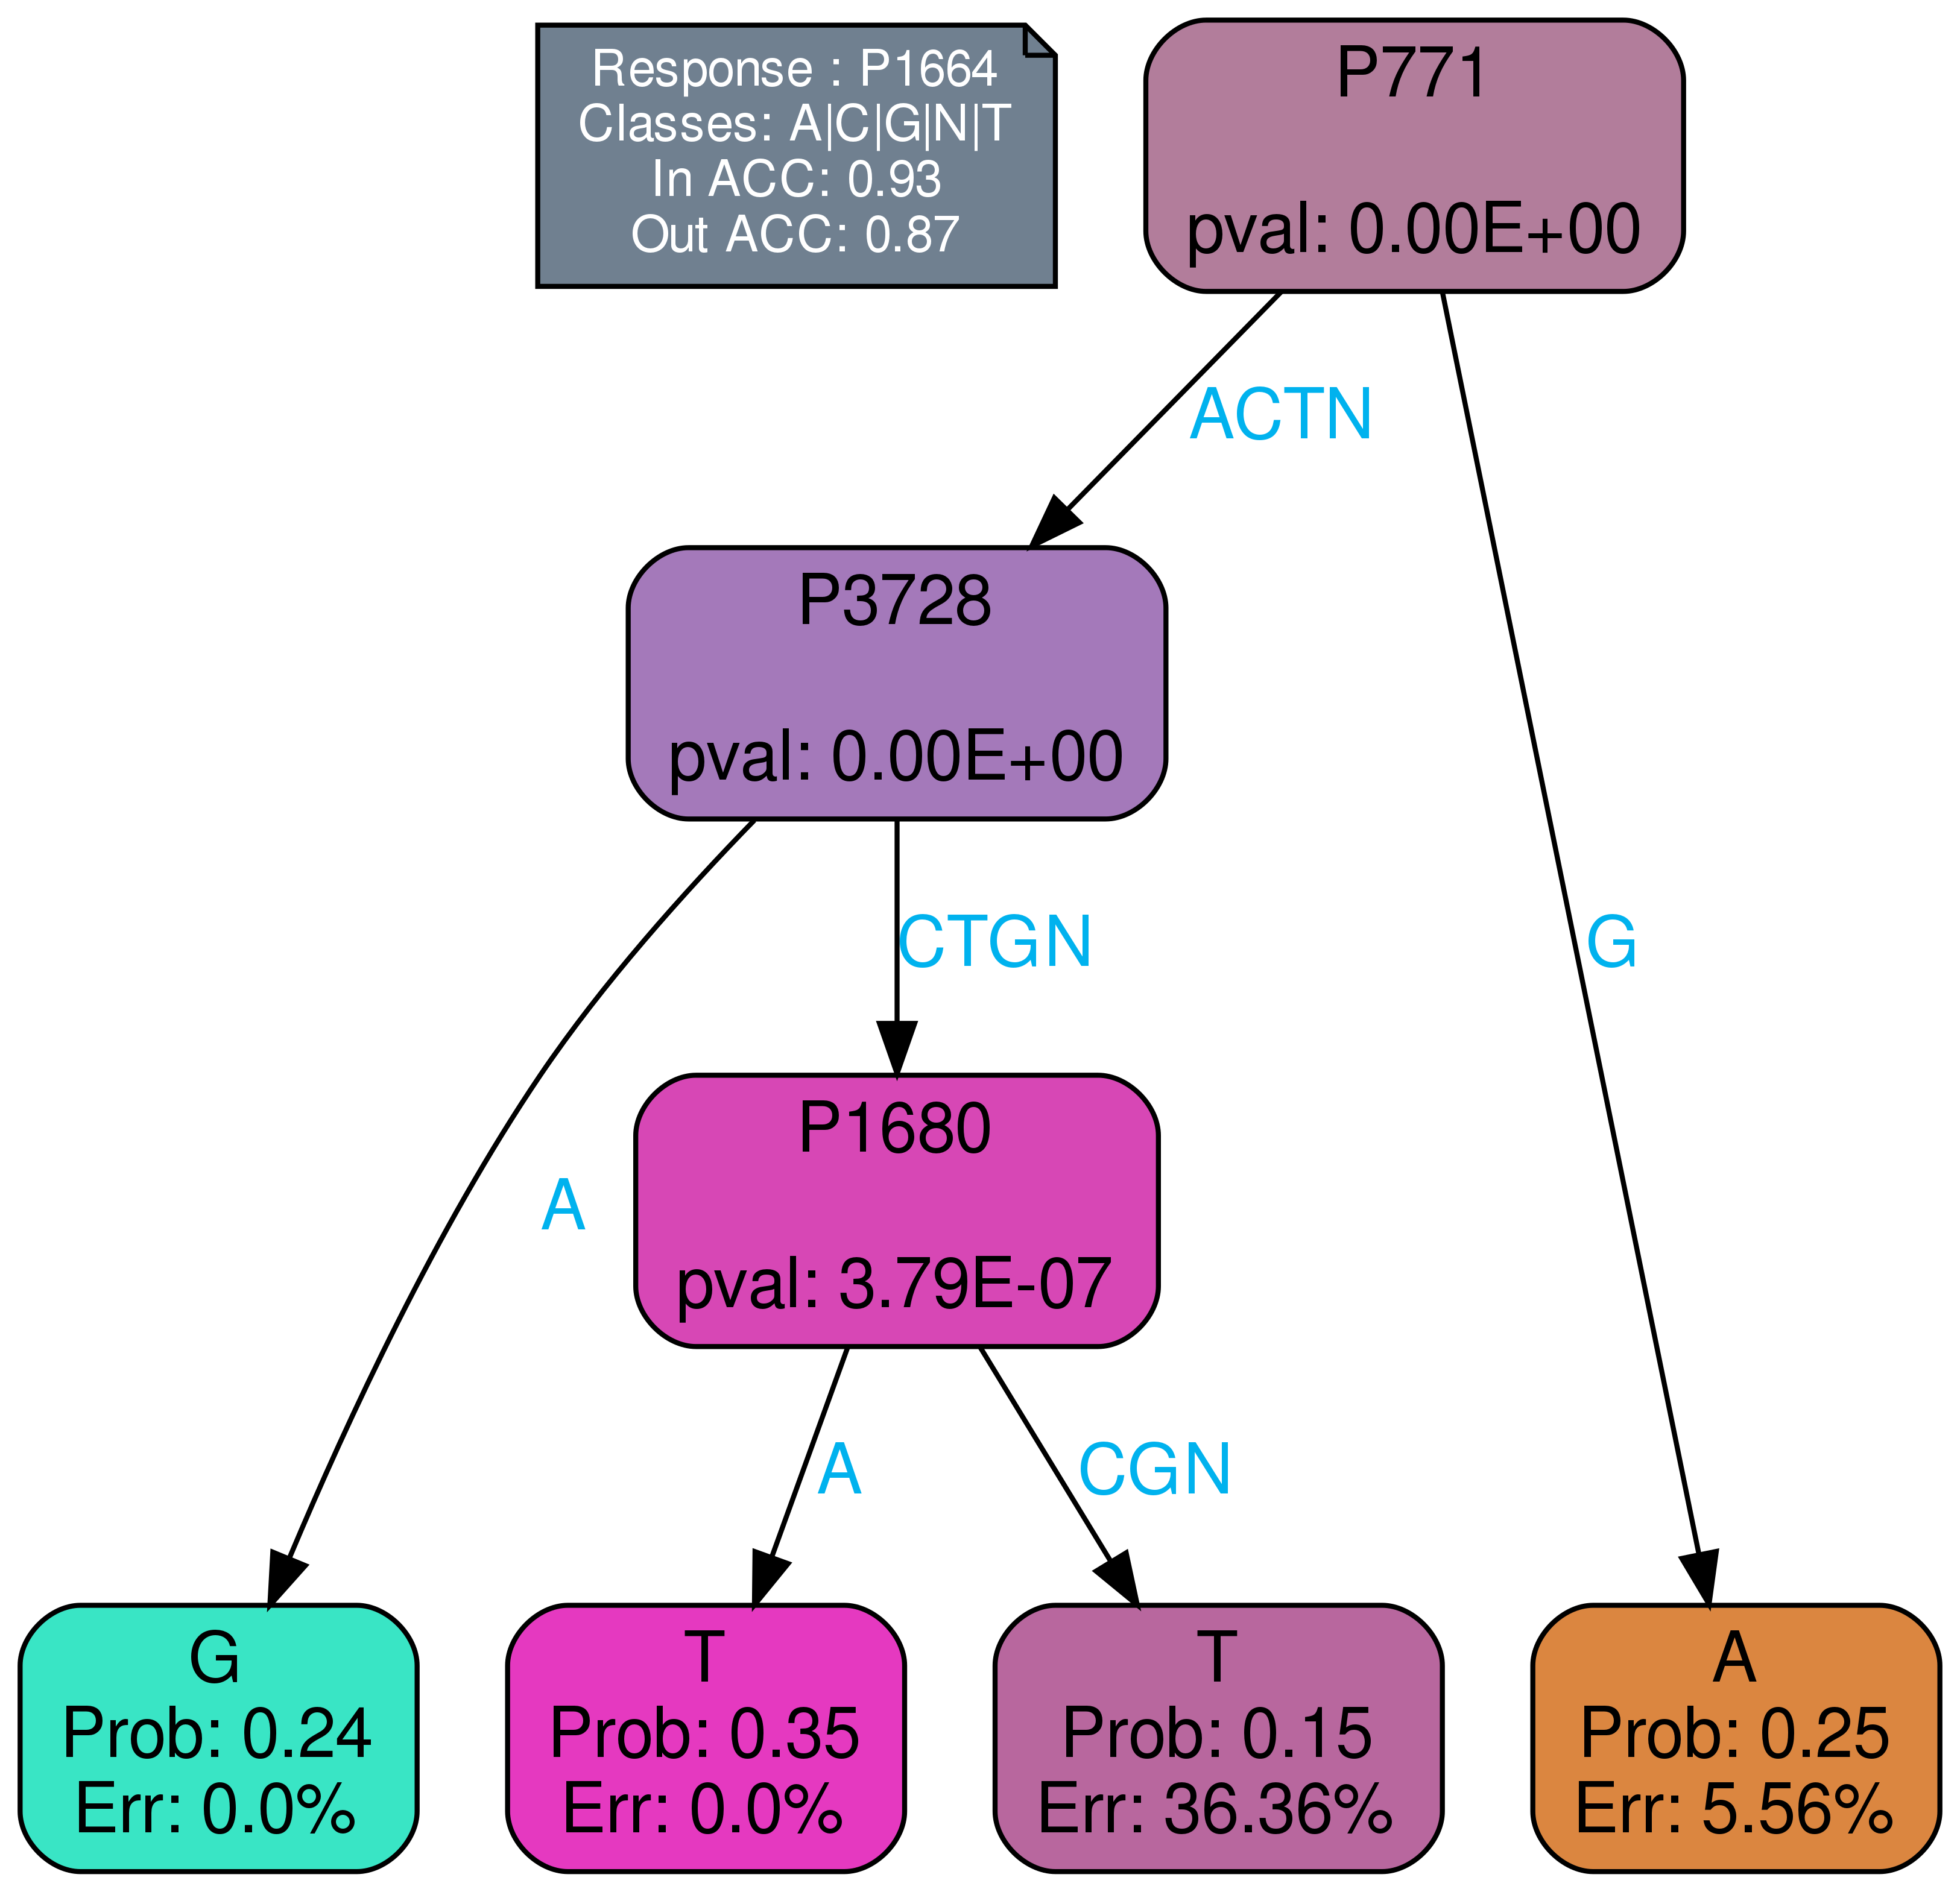 Response : P1664
Classes: A|C|G|N|T
In ACC: 0.93
Out ACC: 0.87
P771
pval: 0.00E+00
ACTN
P3728
pval: 0.00E+00
CTGN
G
P1680
pval: 3.79E-07
A
A
CGN
G
Prob: 0.24
Err: 0.0%
T
Prob: 0.35
Err: 0.0%
T
Prob: 0.15
Err: 36.36%
A
Prob: 0.25
Err: 5.56%